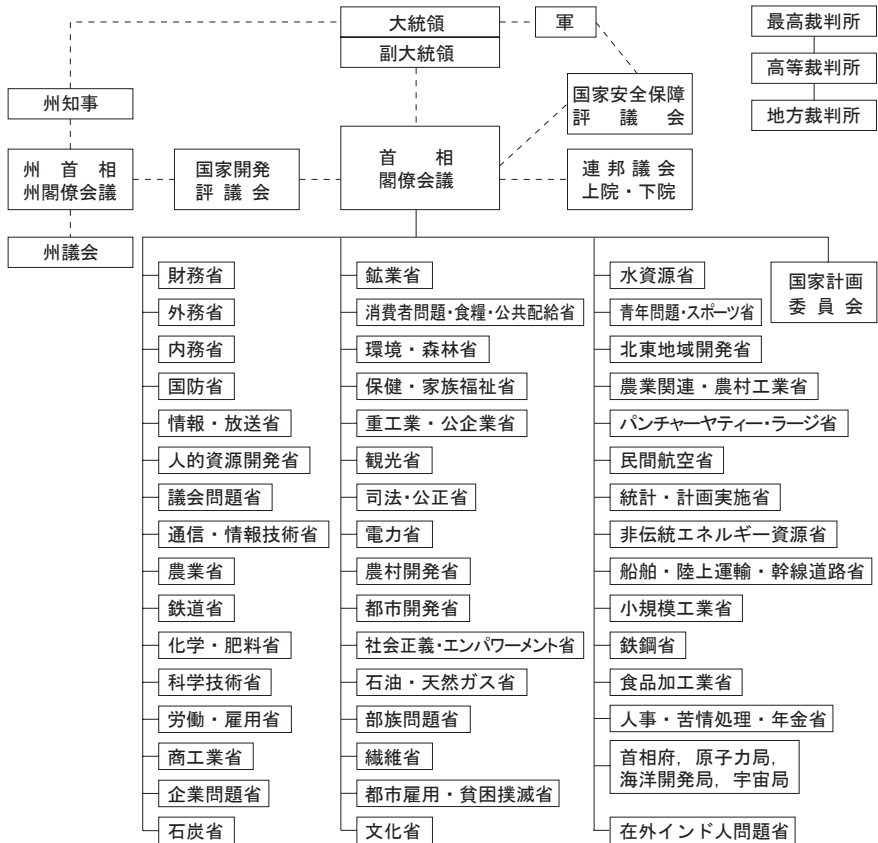 大統領
副大統領
軍
最高裁判所
高等裁判所
地方裁判所
州知事
国家安全保障
評議会
州首相
州閣僚会議
国家開発
評議会
首相
閣僚会議
連邦議会
上院・下院
州議会
財務省
外務省
内務省
国防省
情報・放送省
人的資源開発省
議会問題省
通信・情報技術省
農業省
鉄道省
化学・肥料省
科学技術省
労働・雇用省
商工業省
企業問題省
石炭省
鉱業省
消費者問題・食糧・公共配給省
環境・森林省
保健・家族福祉省
重工業・公企業省
観光省
司法・公正省
電力省
農村開発省
都市開発省
社会正義・エンパワーメント省
石油・天然ガス省
部族問題省
繊維省
都市雇用・貧困撲滅省
文化省
水資源省
青年問題・スポーツ省
北東地域開発省
農業関連・農村工業省
パンチャーヤティー・ラージ省
民間航空省
統計・計画実施省
非伝統エネルギー資源省
船舶・陸上運輸・幹線道路省
小規模工業省
鉄鋼省
食品加工業省
人事・苦情処理・年金省
首相府，原子力局，
海洋開発局，宇宙局
在外インド人問題省
国家計画
委員会